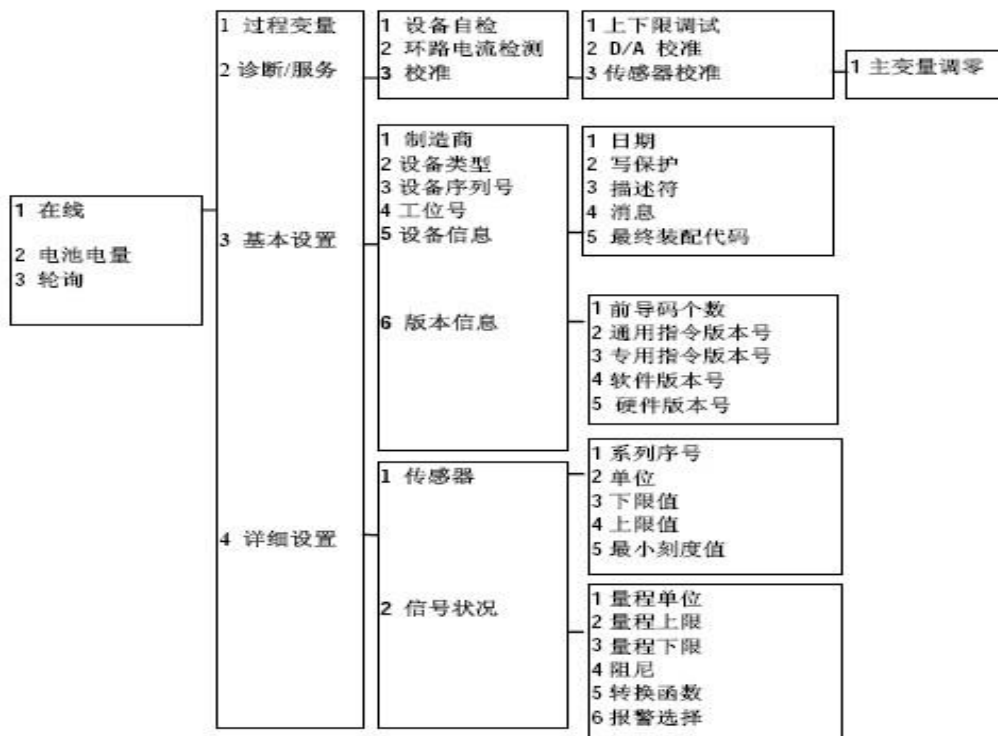 1 在线
2 电池电量
3 轮询
1 过程变量
2 诊断/服务
3 基本设置
4 详细设置
1 设备自检
2 环路电流检测
3 校准
1 上下限调试
2 D/A 校准
3 传感器校准
1 主变量调零
1 制造商
2 设备类型
3 设备序列号
4 工位号
5 设备信息
6 版本信息
1 日期
2 写保护
3 描述符
4 消息
5 最终装配代码
1 前导码个数
2 通用指令版本号
3 专用指令版本号
4 软件版本号
5 硬件版本号
1 传感器
2 信号状况
1 系列序号
2 单位
3 下限值
4 上限值
5 最小刻度值
1 量程单位
2 量程上限
3 量程下限
4 阻尼
5 转换函数
6 报警选择